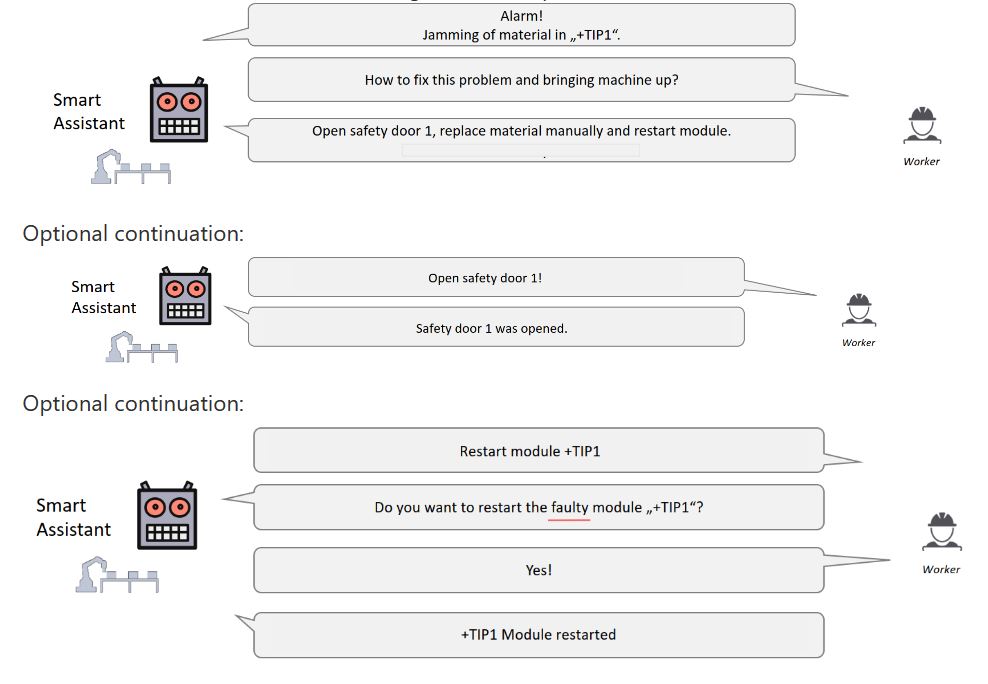 Alarm!
Jamming of material in „+TIP1“.
How to fix this problem and bringing machine up?
Smart
Assistant
Open safety door 1, replace material manually and restart module.
Worker
Optional continuation:
Open safety door 1!
Smart
Assistant
Safety door 1 was opened.
Worker
Optional continuation:
Restart module +TIP1
Smart
Assistant
Do you want to restart the faulty module „+TIP1“?
Yes!
Worker
+TIP1 Module restarted